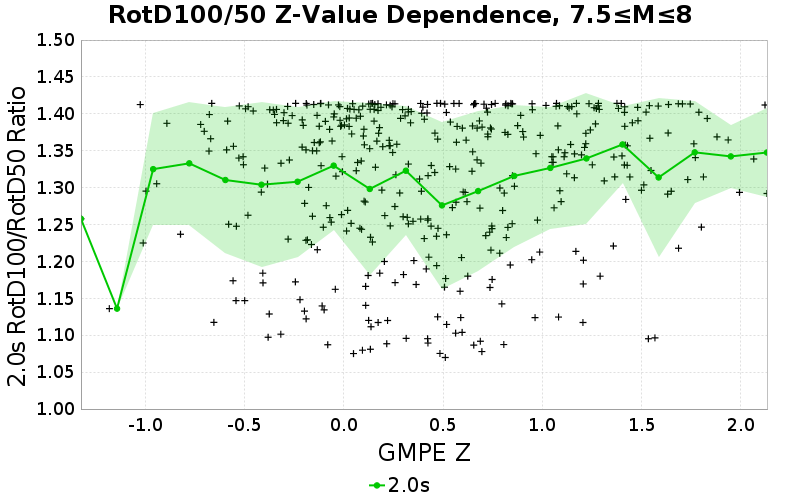 RotD100/50 Z-Value Dependence, 7.5≤M≤8
1.50
1.45
1.40
1.35
1.30
1.25
1.20
1.15
1.10
1.05
1.00
2.0s RotD100/RotD50 Ratio
-1.0 -0.5 0.0 0.5 1.0 1.5 2.0
GMPE Z
2.0s